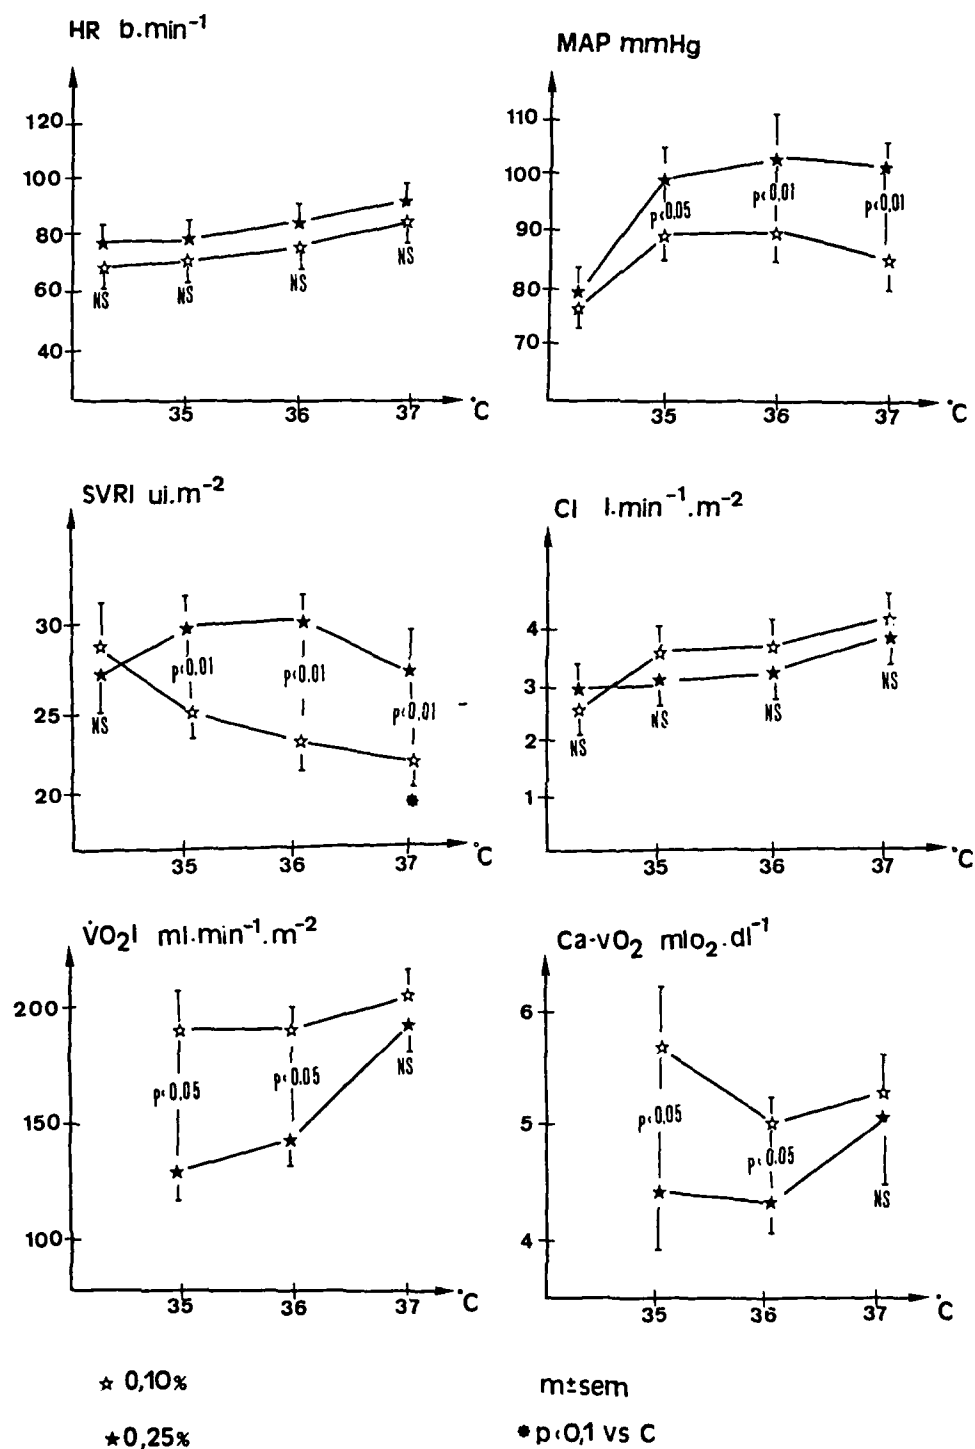 HR b.min⁻¹
120
100
80
60
40
NS
NS
NS
NS
35
36
37
°C
MAP mmHg
110
100
90
80
70
p<0.05
p<0.01
p<0,01
35
36
37
°C
SVRI ui.m⁻²
30
25
20
NS
p<0.01
p<0.01
p<0,01
35
36
37
°C
CI l.min⁻¹.m⁻²
4
3
2
1
NS
NS
NS
NS
35
36
37
°C
V̇O₂I ml.min⁻¹.m⁻²
200
150
100
p<0.05
p<0.05
NS
35
36
37
°C
Ca-vO₂ mlo₂.dl⁻¹
6
5
4
p<0,05
p<0.05
NS
35
36
37
°C
☆ 0,10%
★ 0,25%
m±sem
● p<0,1 vs C